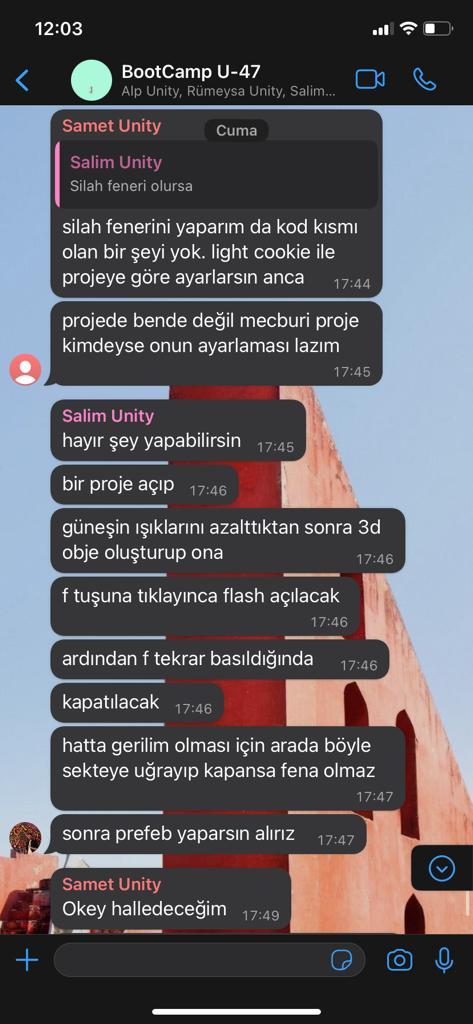 12:03
BootCamp U-47
Alp Unity, Rümeysa Unity, Salim...
Cuma
Samet Unity
Salim Unity
Silah feneri olursa
silah fenerini yaparım da kod kısmı
olan bir şeyi yok. light cookie ile
projeye göre ayarlarsın anca
17:44
projede bende değil mecburi proje
kimdeyse onun ayarlaması lazım
17:45
Salim Unity
hayır şey yapabilirsin 17:45
bir proje açıp 17:46
güneşin ışıklarını azalttıktan sonra 3d
obje oluşturup ona
17:46
f tuşuna tıklayınca flash açılacak
17:46
ardından f tekrar basıldığında 17:46
kapatılacak 17:46
hatta gerilim olması için arada böyle
sekteye uğrayıp kapansa fena olmaz
17:47
sonra prefeb yaparsın alırız 17:47
Samet Unity
Okey halledeceğim 17:49